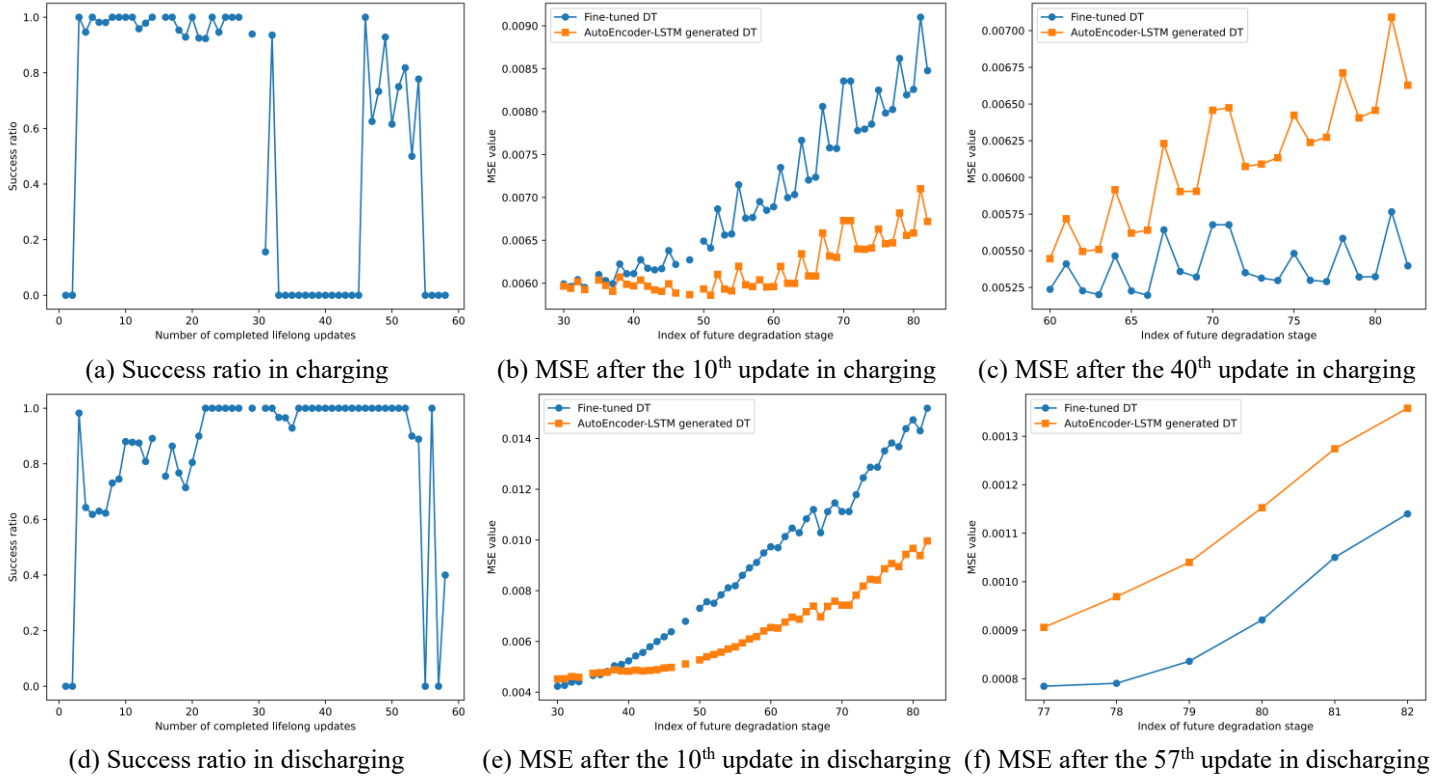 1.0
0.8
0.6
0.4
0.2
0.0
Success ratio
0 10 20 30 40 50 60
Number of completed lifelong updates
(a) Success ratio in charging
Fine-tuned DT
AutoEncoder-LSTM generated DT
0.0090
0.0085
0.0080
0.0075
0.0070
0.0065
0.0060
MSE value
30 40 50 60 70 80
Index of future degradation stage
(b) MSE after the 10th update in charging
Fine-tuned DT
AutoEncoder-LSTM generated DT
0.00700
0.00675
0.00650
0.00625
0.00600
0.00575
0.00550
0.00525
MSE value
60 65 70 75 80
Index of future degradation stage
(c) MSE after the 40th update in charging
1.0
0.8
0.6
0.4
0.2
0.0
Success ratio
0 10 20 30 40 50 60
Number of completed lifelong updates
(d) Success ratio in discharging
Fine-tuned DT
AutoEncoder-LSTM generated DT
0.014
0.012
0.010
0.008
0.006
0.004
MSE value
30 40 50 60 70 80
Index of future degradation stage
(e) MSE after the 10th update in discharging
Fine-tuned DT
AutoEncoder-LSTM generated DT
0.0013
0.0012
0.0011
0.0010
0.0009
0.0008
MSE value
77 78 79 80 81 82
Index of future degradation stage
(f) MSE after the 57th update in discharging